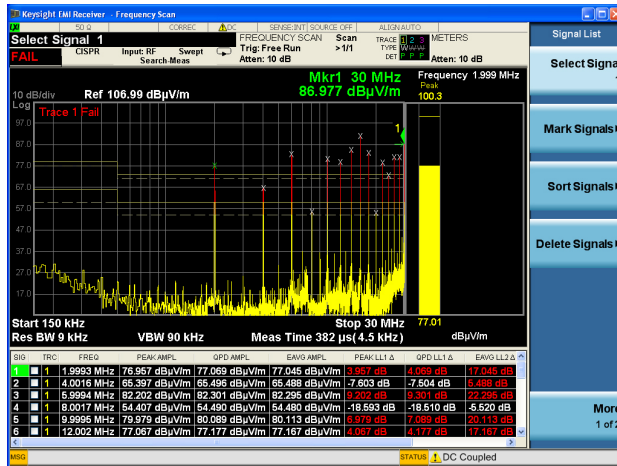 Keysight EMI Receiver - Frequency Scan
50 Ω CORREC DC SENSE:INT SOURCE OFF ALIGN AUTO
Select Signal 1
FREQUENCY SCAN Scan TRACE 1 2 3 METERS
FAIL CISPR Input: RF Swept Trig: Free Run >1/1 TYPE
Search-Meas Atten: 10 dB DET P P P Atten: 10 dB
Mkr1 30 MHz Frequency 1.999 MHz
10 dB/div Ref 106.99 dBµV/m 86.977 dBµV/m Peak
100.3
Log
Trace 1 Fail
1
97.0
87.0
77.0
67.0
57.0
47.0
37.0
27.0
17.0
Start 150 kHz Stop 30 MHz 77.01
Res BW 9 kHz VBW 90 kHz Meas Time 382 µs( 4.5 kHz) dBµV/m
SIG TRC FREQ PEAK AMPL QPD AMPL EAVG AMPL PEAK LL1 Δ QPD LL1 Δ EAVG LL2 Δ
1 1 1.9993 MHz 76.957 dBµV/m 77.069 dBµV/m 77.045 dBµV/m 3.957 dB 4.069 dB 17.045 dB
2 1 4.0016 MHz 65.397 dBµV/m 65.496 dBµV/m 65.488 dBµV/m -7.603 dB -7.504 dB 5.488 dB
3 1 5.9994 MHz 82.202 dBµV/m 82.301 dBµV/m 82.295 dBµV/m 9.202 dB 9.301 dB 22.295 dB
4 1 8.0017 MHz 54.407 dBµV/m 54.490 dBµV/m 54.480 dBµV/m -18.593 dB -18.510 dB -5.520 dB
5 1 9.9995 MHz 79.979 dBµV/m 80.089 dBµV/m 80.113 dBµV/m 6.979 dB 7.089 dB 20.113 dB
6 1 12.002 MHz 77.067 dBµV/m 77.177 dBµV/m 77.167 dBµV/m 4.067 dB 4.177 dB 17.167 dB
MSG STATUS DC Coupled
Signal List
Select Signa
Mark Signals
Sort Signals
Delete Signals
More
1 of 2